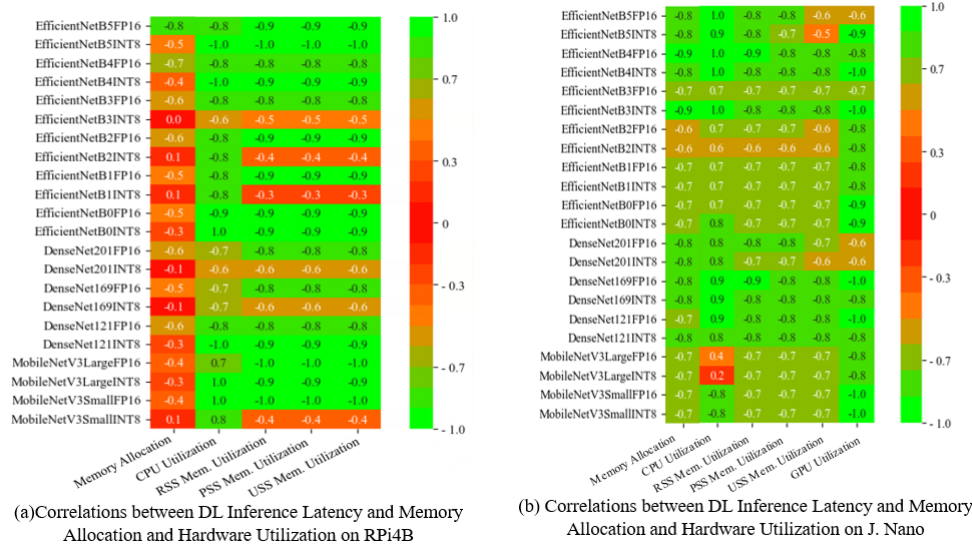 EfficientNetB5FP16 -0.8 -0.8 -0.9 -0.9 -0.9
EfficientNetB5INT8 -0.5 -1.0 -1.0 -1.0 -1.0
EfficientNetB4FP16 -0.7 -0.8 -0.8 -0.8 -0.8
EfficientNetB4INT8 -0.4 -1.0 -0.9 -0.9 -0.9
EfficientNetB3FP16 -0.6 -0.8 -0.8 -0.8 -0.8
EfficientNetB3INT8 0.0 -0.6 -0.5 -0.5 -0.5
EfficientNetB2FP16 -0.6 -0.8 -0.9 -0.9 -0.9
EfficientNetB2INT8 0.1 -0.8 -0.4 -0.4 -0.4
EfficientNetB1FP16 -0.5 -0.8 -0.9 -0.9 -0.9
EfficientNetB1INT8 0.1 -0.8 -0.3 -0.3 -0.3
EfficientNetB0FP16 -0.5 -0.9 -0.9 -0.9 -0.9
EfficientNetB0INT8 -0.3 1.0 -0.9 -0.9 -0.9
DenseNet201FP16 -0.6 -0.7 -0.8 -0.8 -0.8
DenseNet201INT8 -0.1 -0.6 -0.6 -0.6 -0.6
DenseNet169FP16 -0.5 -0.7 -0.8 -0.8 -0.8
DenseNet169INT8 -0.1 -0.7 -0.6 -0.6 -0.6
DenseNet121FP16 -0.6 -0.8 -0.8 -0.8 -0.8
DenseNet121INT8 -0.3 -1.0 -0.9 -0.9 -0.9
MobileNetV3LargeFP16 -0.4 0.7 -1.0 -1.0 -1.0
MobileNetV3LargeINT8 -0.3 1.0 -0.9 -0.9 -0.9
MobileNetV3SmallFP16 -0.4 1.0 -1.0 -1.0 -1.0
MobileNetV3SmallINT8 0.1 0.8 -0.4 -0.4 -0.4
Memory Allocation
CPU Utilization
RSS Mem. Utilization
PSS Mem. Utilization
USS Mem. Utilization
1.0
0.7
0.3
0
- 0.3
- 0.7
- 1.0
(a)Correlations between DL Inference Latency and Memory
Allocation and Hardware Utilization on RPi4B
EfficientNetB5FP16 -0.8 1.0 -0.8 -0.8 -0.6 -0.6
EfficientNetB5INT8 -0.8 0.9 -0.8 -0.7 -0.5 -0.9
EfficientNetB4FP16 -0.9 1.0 -0.9 -0.8 -0.8 -0.8
EfficientNetB4INT8 -0.8 1.0 -0.8 -0.8 -0.8 -1.0
EfficientNetB3FP16 -0.7 0.7 -0.7 -0.7 -0.7 -0.7
EfficientNetB3INT8 -0.9 1.0 -0.8 -0.8 -0.8 -1.0
EfficientNetB2FP16 -0.6 0.7 -0.7 -0.7 -0.6 -0.8
EfficientNetB2INT8 -0.6 0.6 -0.6 -0.6 -0.6 -0.8
EfficientNetB1FP16 -0.7 0.7 -0.7 -0.7 -0.7 -0.8
EfficientNetB1INT8 -0.7 0.7 -0.7 -0.7 -0.7 -0.8
EfficientNetB0FP16 -0.7 0.7 -0.7 -0.7 -0.7 -0.9
EfficientNetB0INT8 -0.7 0.8 -0.7 -0.7 -0.7 -0.9
DenseNet201FP16 -0.8 0.8 -0.8 -0.8 -0.7 -0.6
DenseNet201INT8 -0.8 0.8 -0.7 -0.7 -0.6 -0.6
DenseNet169FP16 -0.8 0.9 -0.9 -0.8 -0.8 -1.0
DenseNet169INT8 -0.8 0.9 -0.8 -0.8 -0.8 -0.8
DenseNet121FP16 -0.7 0.9 -0.8 -0.8 -0.8 -1.0
DenseNet121INT8 -0.8 0.8 -0.8 -0.8 -0.8 -0.8
MobileNetV3LargeFP16 -0.7 0.4 -0.7 -0.7 -0.7 -0.8
MobileNetV3LargeINT8 -0.7 0.2 -0.7 -0.7 -0.7 -0.8
MobileNetV3SmallFP16 -0.7 -0.8 -0.7 -0.7 -0.7 -1.0
MobileNetV3SmallINT8 -0.7 -0.8 -0.7 -0.7 -0.7 -1.0
Memory Allocation
CPU Utilization
RSS Mem. Utilization
PSS Mem. Utilization
USS Mem. Utilization
GPU Utilization
1.0
0.7
0.3
0
- 0.3
- 0.7
- 1.0
(b) Correlations between DL Inference Latency and Memory
Allocation and Hardware Utilization on J. Nano